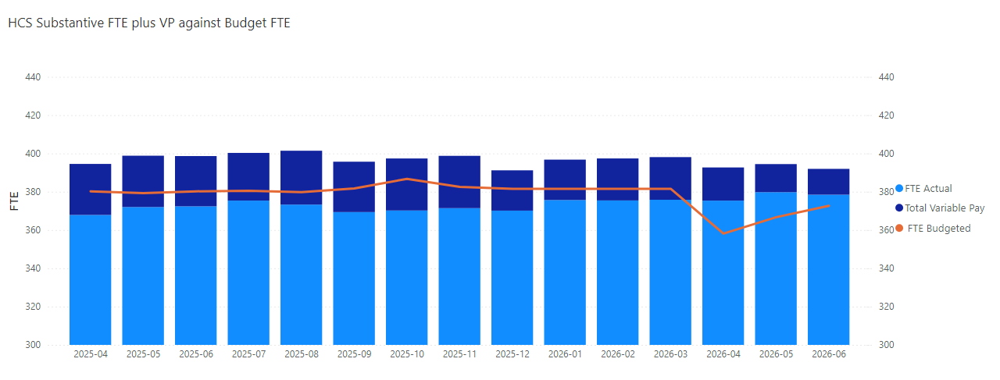 HCS Substantive FTE plus VP against Budget FTE
440 440
420 420
400 400
380 380
FTE Actual
FTE
Total Variable Pay
360 360
FTE Budgeted
340 340
320 320
300 300
2025-04 2025-05 2025-06 2025-07 2025-08 2025-09 2025-10 2025-11 2025-12 2026-01 2026-02 2026-03 2026-04 2026-05 2026-06